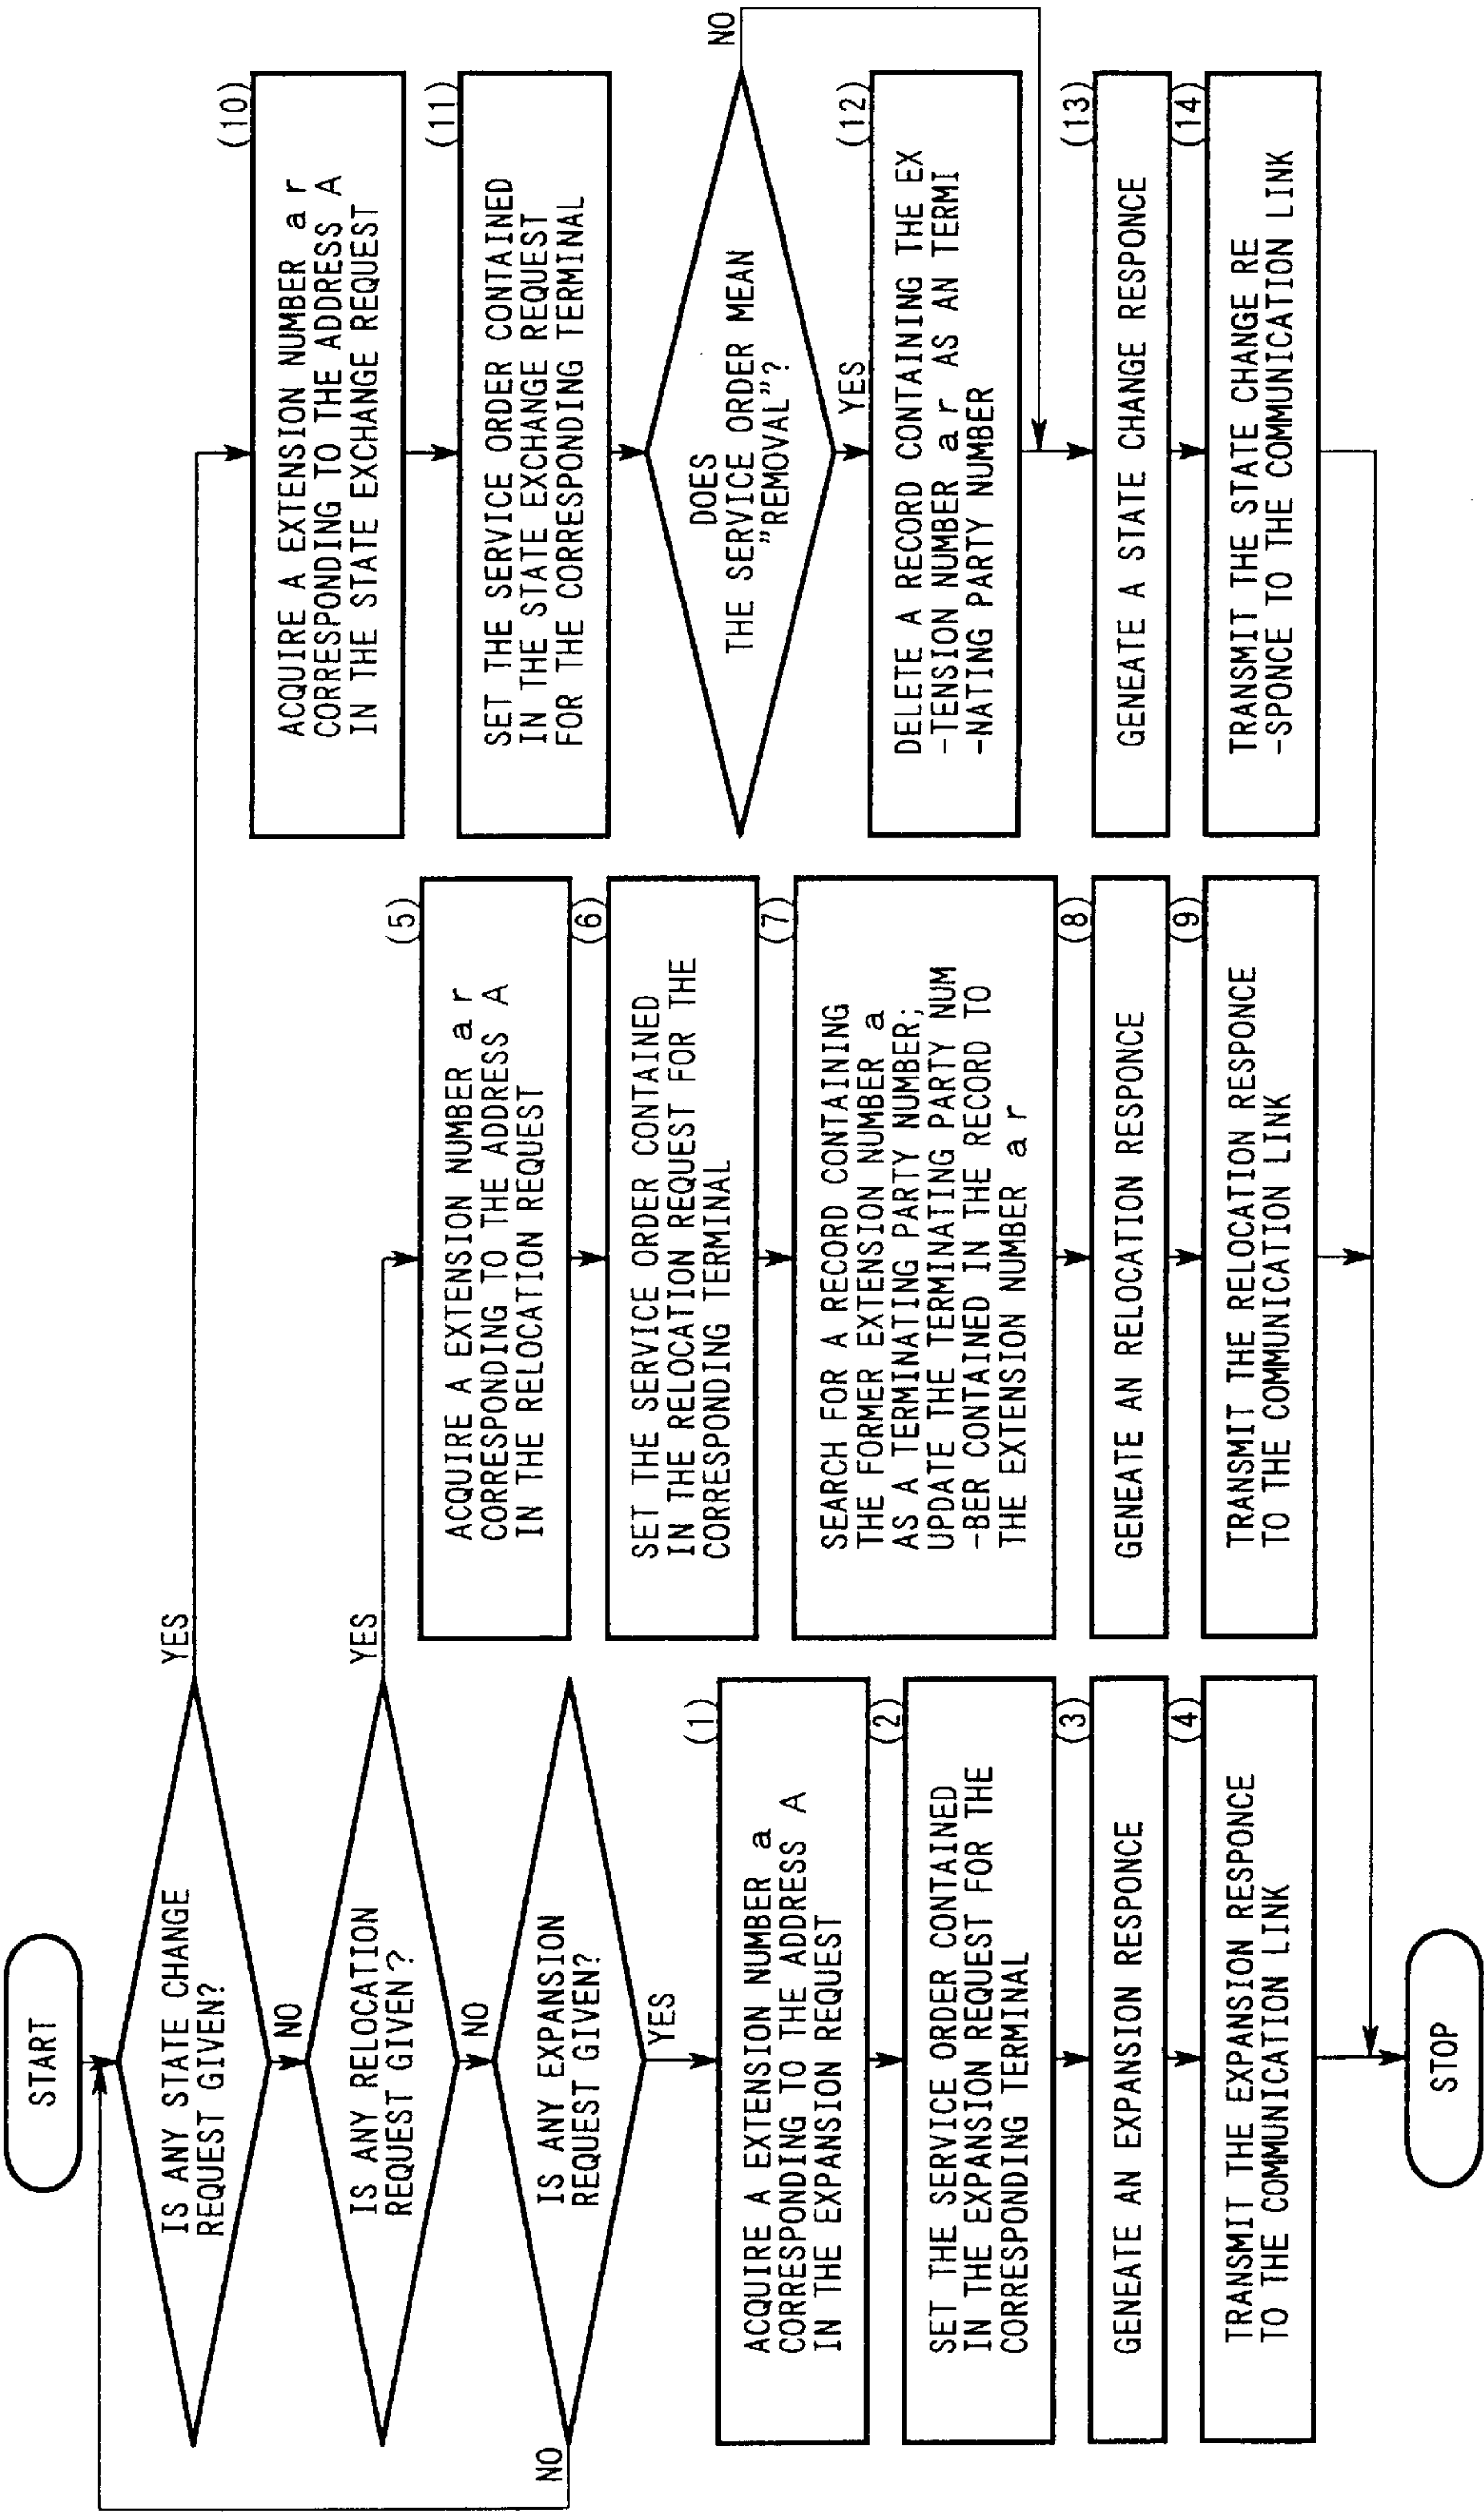 START
IS ANY STATE CHANGE
REQUEST GIVEN?
YES
NO
IS ANY RELOCATION
REQUEST GIVEN?
YES
NO
IS ANY EXPANSION
REQUEST GIVEN?
NO
YES
(1)
ACQUIRE A EXTENSION NUMBER a
CORRESPONDING TO THE ADDRESS A
IN THE EXPANSION REQUEST
(2)
SET THE SERVICE ORDER CONTAINED
IN THE EXPANSION REQUEST FOR THE
CORRESPONDING TERMINAL
(3)
GENEATE AN EXPANSION RESPONCE
(4)
TRANSMIT THE EXPANSION RESPONCE
TO THE COMMUNICATION LINK
(5)
ACQUIRE A EXTENSION NUMBER a r
CORRESPONDING TO THE ADDRESS A
IN THE RELOCATION REQUEST
(6)
SET THE SERVICE ORDER CONTAINED
IN THE RELOCATION REQUEST FOR THE
CORRESPONDING TERMINAL
(7)
SEARCH FOR A RECORD CONTAINING
THE FORMER EXTENSION NUMBER a
AS A TERMINATING PARTY NUMBER;
UPDATE THE TERMINATING PARTY NUM
-BER CONTAINED IN THE RECORD TO
THE EXTENSION NUMBER a r
(8)
GENEATE AN RELOCATION RESPONCE
(9)
TRANSMIT THE RELOCATION RESPONCE
TO THE COMMUNICATION LINK
(10)
ACQUIRE A EXTENSION NUMBER a r
CORRESPONDING TO THE ADDRESS A
IN THE STATE EXCHANGE REQUEST
(11)
SET THE SERVICE ORDER CONTAINED
IN THE STATE EXCHANGE REQUEST
FOR THE CORRESPONDING TERMINAL
DOES
THE SERVICE ORDER MEAN
"REMOVAL"?
NO
YES
(12)
DELETE A RECORD CONTAINING THE EX
-TENSION NUMBER a r AS AN TERMI
-NATING PARTY NUMBER
(13)
GENEATE A STATE CHANGE RESPONCE
(14)
TRANSMIT THE STATE CHANGE RE
-SPONCE TO THE COMMUNICATION LINK
STOP